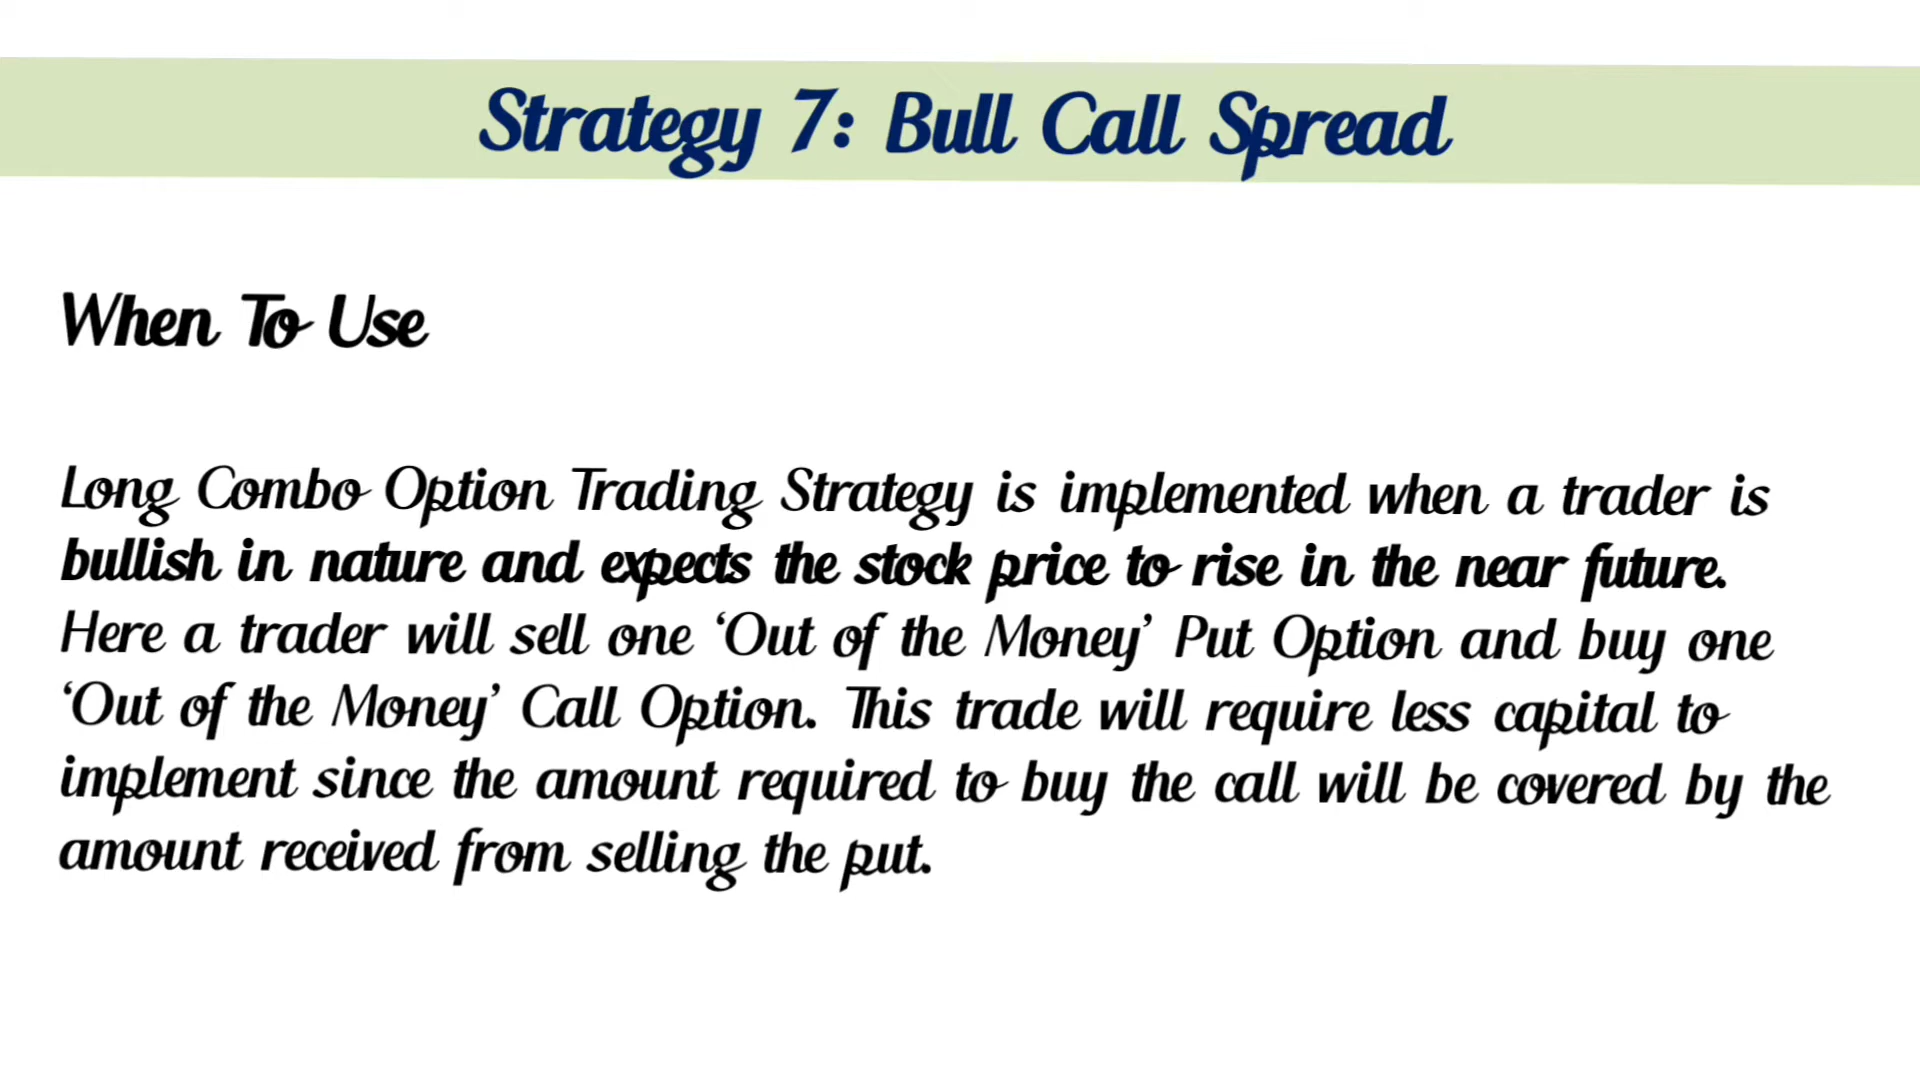 Strategy 7: Bull Call Spread
When To Use
Long Combo Option Trading Strategy is implemented when a trader is
bullish in nature and expects the stock price to rise in the near future.
Here a trader will sell one ‘Out of the Money’ Put Option and buy one
‘Out of the Money’ Call Option. This trade will require less capital to
implement since the amount required to buy the call will be covered by the
amount received from selling the put.